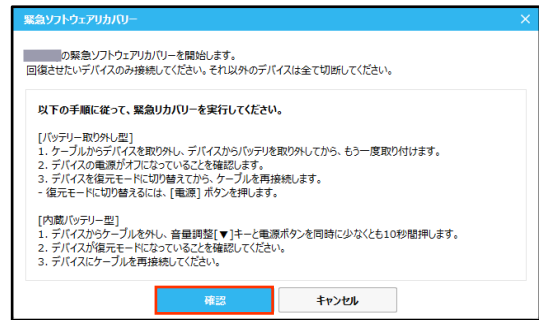 緊急ソフトウェアリカバリー
の緊急ソフトウェアリカバリーを開始します。
回復させたいデバイスのみ接続してください。それ以外のデバイスは全て切断してください。
以下の手順に従って、緊急リカバリーを実行してください。
[バッテリー取り外し型]
1. ケーブルからデバイスを取外し、デバイスからバッテリを取外してから、もう一度取り付けます。
2. デバイスの電源がオフになっていることを確認します。
3. デバイスを復元モードに切り替えてから、ケーブルを再接続します。
- 復元モードに切り替えるには、[電源] ボタンを押します。
[内蔵バッテリー型]
1. デバイスからケーブルを外し、音量調整[▼]キーと電源ボタンを同時に少なくとも10秒間押します。
2. デバイスが復元モードになっていることを確認してください。
3. デバイスにケーブルを再接続してください。
確認
キャンセル